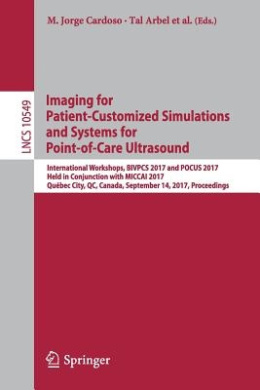 M. Jorge Cardoso · Tal Arbel et al. (Eds.)
LNCS 10549
Imaging for
Patient-Customized Simulations
and Systems for
Point-of-Care Ultrasound
International Workshops, BIVPCS 2017 and POCUS 2017
Held in Conjunction with MICCAI 2017
Québec City, QC, Canada, September 14, 2017, Proceedings
Springer